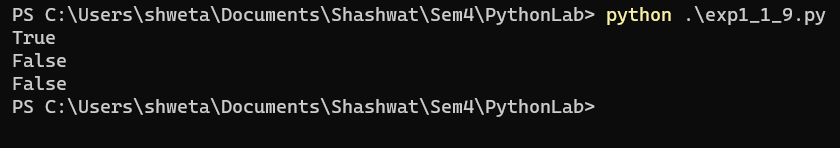 PS C:\Users\shweta\Documents\Shashwat\Sem4\PythonLab> python .\exp1_1_9.py
True
False
False
PS C:\Users\shweta\Documents\Shashwat\Sem4\PythonLab>